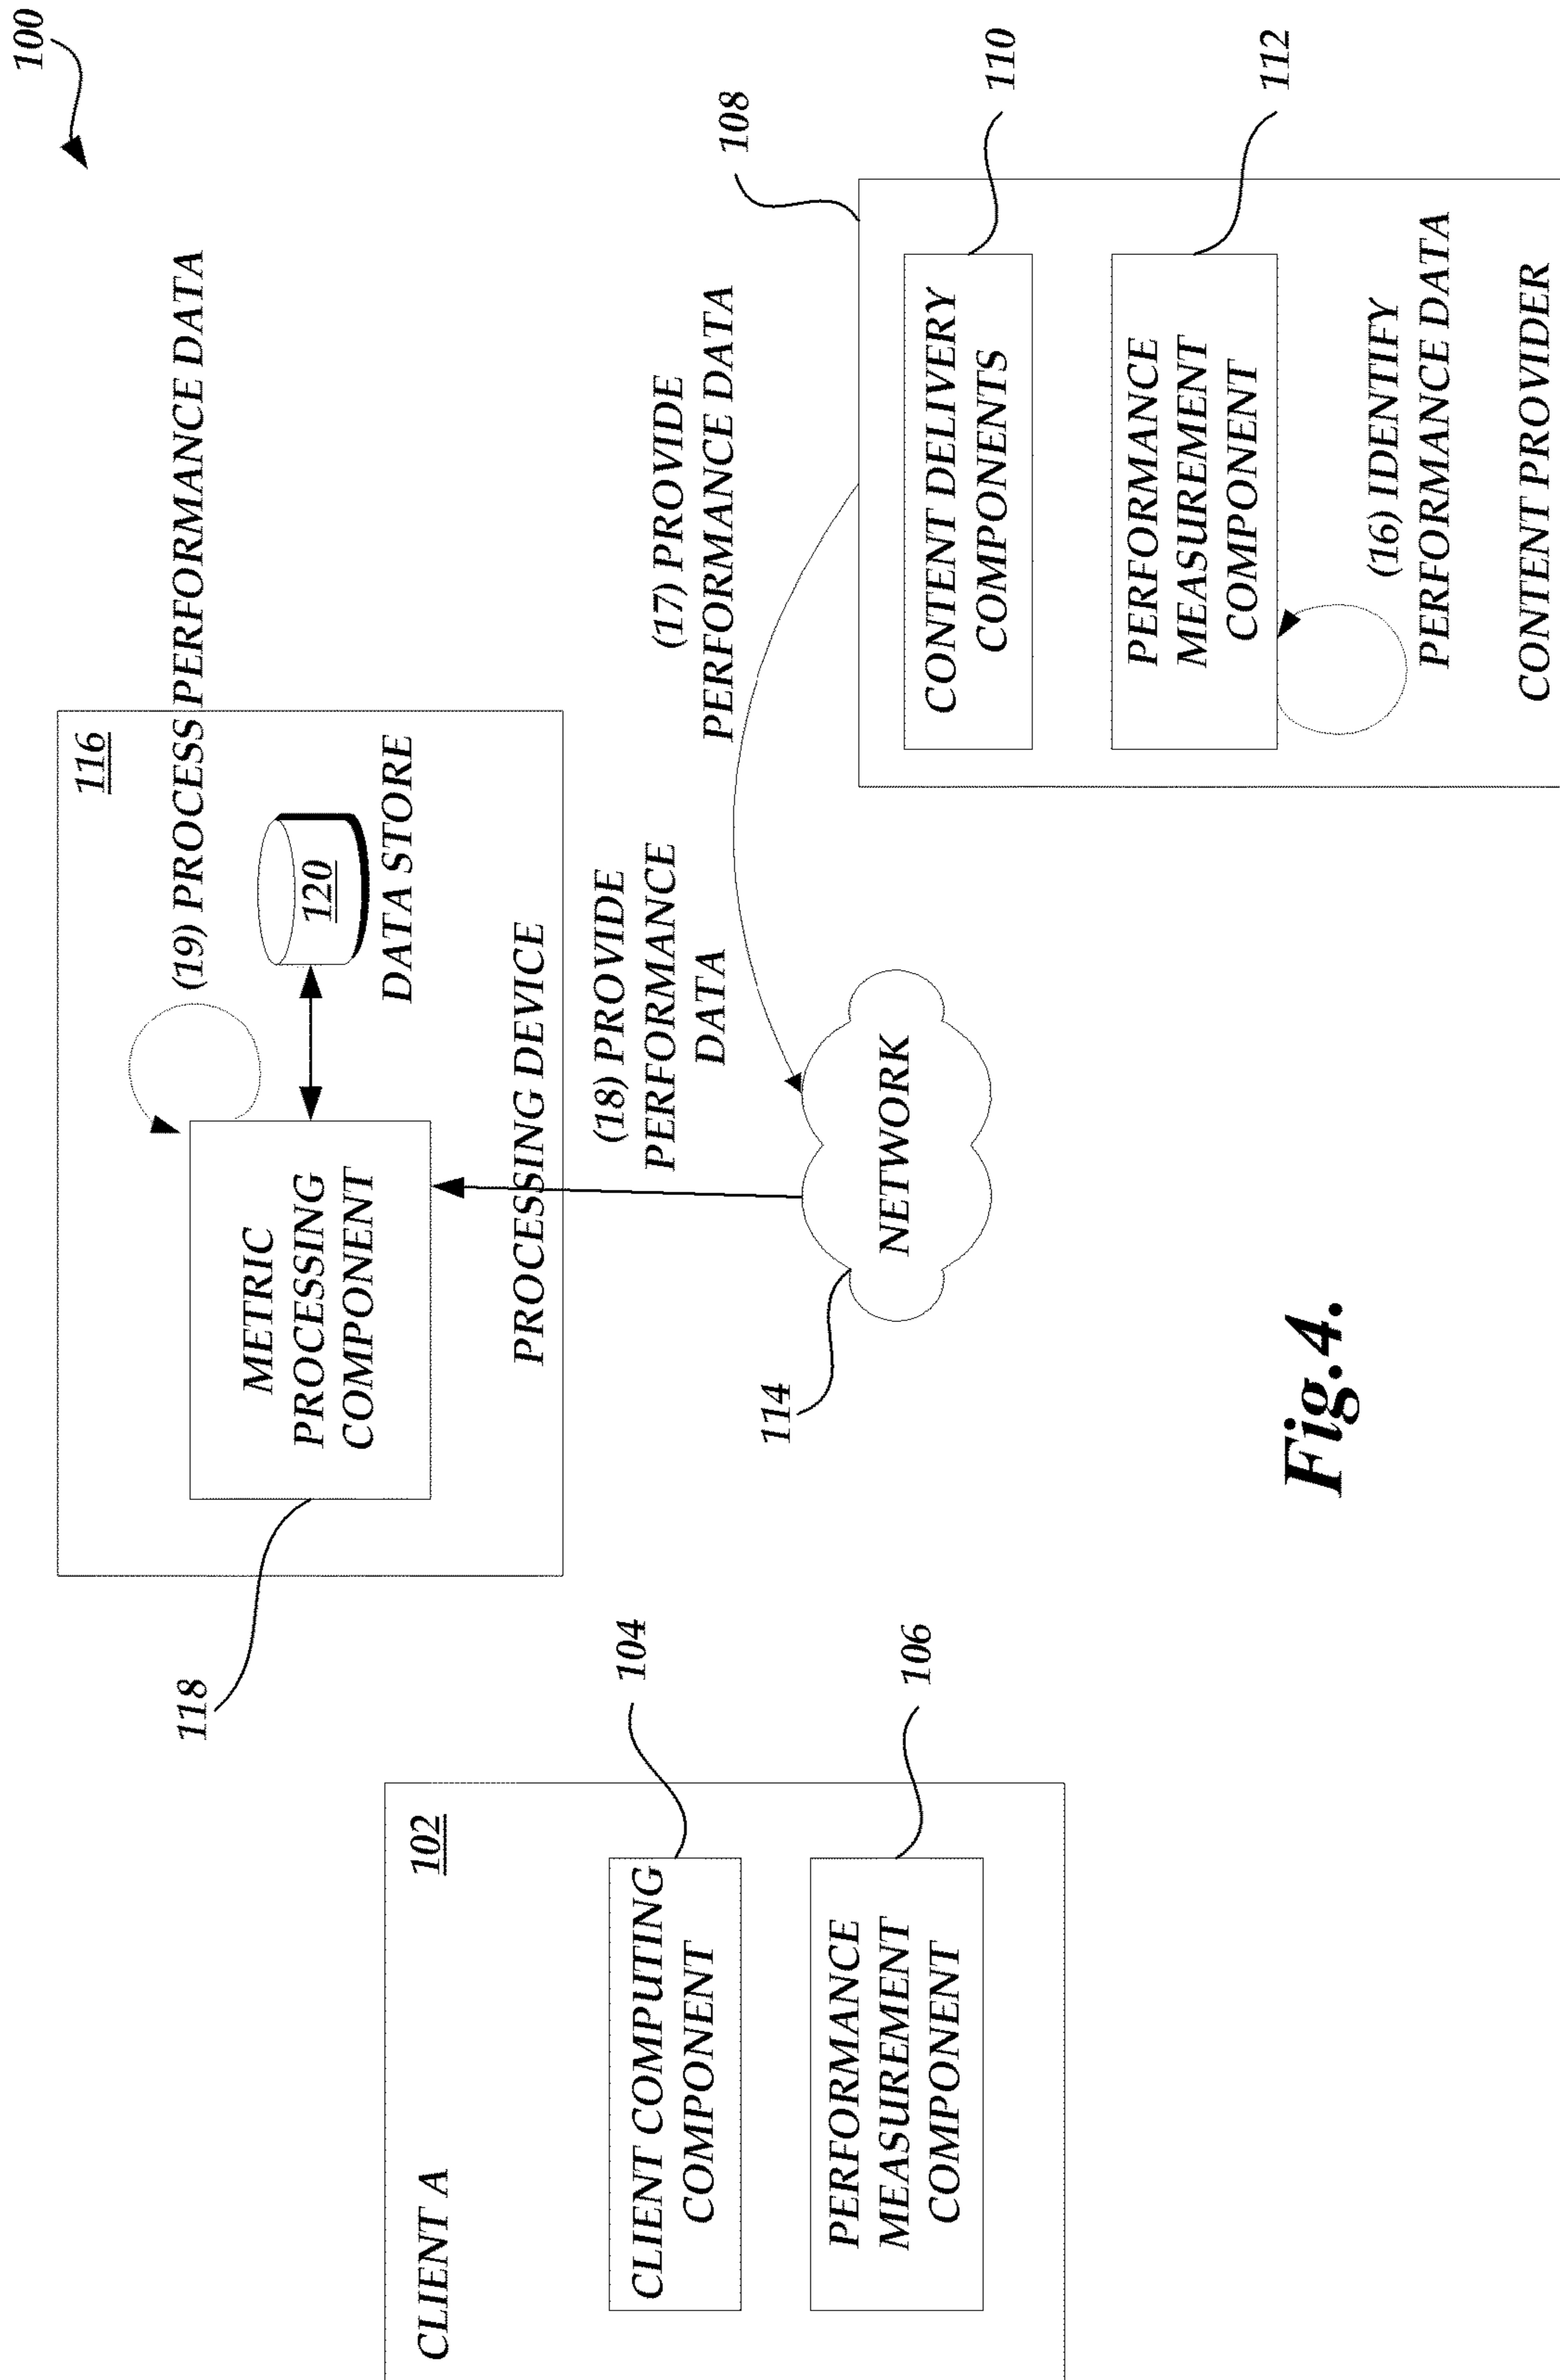 100
116
(19) PROCESS PERFORMANCE DATA
METRIC
PROCESSING
COMPONENT
120
DATA STORE
PROCESSING DEVICE
118
CLIENT A
102
CLIENT COMPUTING
COMPONENT
104
PERFORMANCE
MEASUREMENT
COMPONENT
106
(18) PROVIDE
PERFORMANCE
DATA
(17) PROVIDE
PERFORMANCE DATA
114
NETWORK
108
CONTENT DELIVERY
COMPONENTS
110
PERFORMANCE
MEASUREMENT
COMPONENT
112
(16) IDENTIFY
PERFORMANCE DATA
CONTENT PROVIDER
Fig.4.